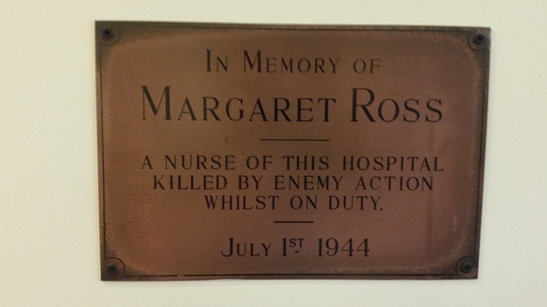 IN MEMORY OF
MARGARET ROSS
A NURSE OF THIS HOSPITAL
KILLED BY ENEMY ACTION
WHILST ON DUTY.
JULY 1ST 1944